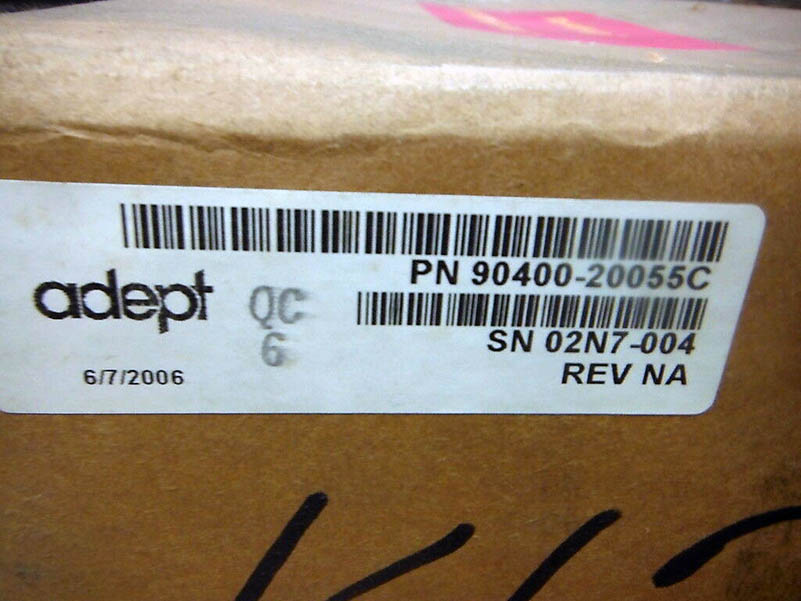 PN 90400-20055C
adept QC
SN 02N7-004
6
REV NA
6/7/2006